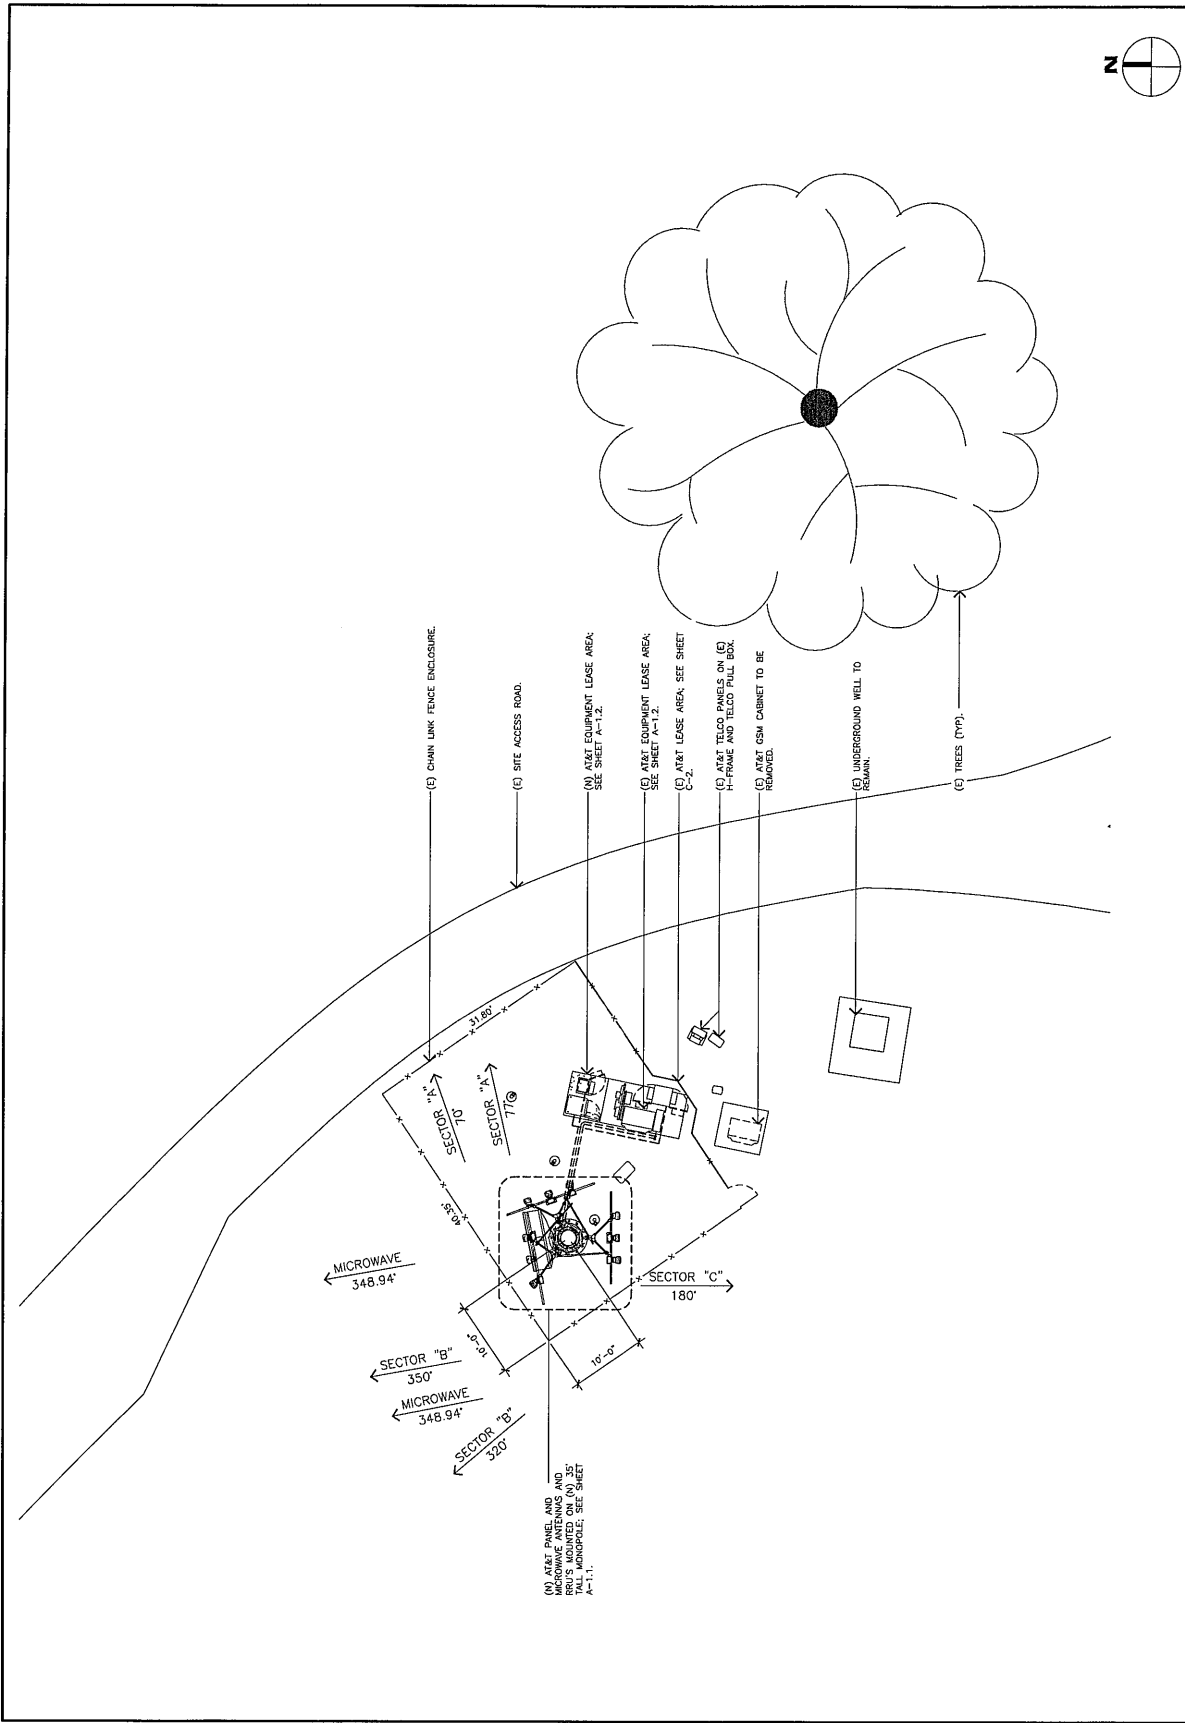 N
(E) CHAIN LINK FENCE ENCLOSURE.
(E) SITE ACCESS ROAD.
(N) AT&T EQUIPMENT LEASE AREA;
SEE SHEET A-1.2.
(E) AT&T EQUIPMENT LEASE AREA;
SEE SHEET A-1.2.
(E) AT&T LEASE AREA; SEE SHEET
C-2.
(E) AT&T TELCO PANELS ON (E)
H-FRAME AND TELCO PULL BOX.
(E) AT&T GSM CABINET TO BE
REMOVED.
(E) UNDERGROUND WELL TO
REMAIN.
(E) TREES (TYP).
31.80'
40.35'
SECTOR "A"
70°
SECTOR "A"
77°
MICROWAVE
348.94°
SECTOR "C"
180°
10'-0"
10'-0"
SECTOR "B"
350°
MICROWAVE
348.94°
SECTOR "B"
320°
(N) AT&T PANEL AND
MICROWAVE ANTENNAS AND
RRU'S MOUNTED ON (N) 35'
TALL MONOPOLE; SEE SHEET
A-1.1.